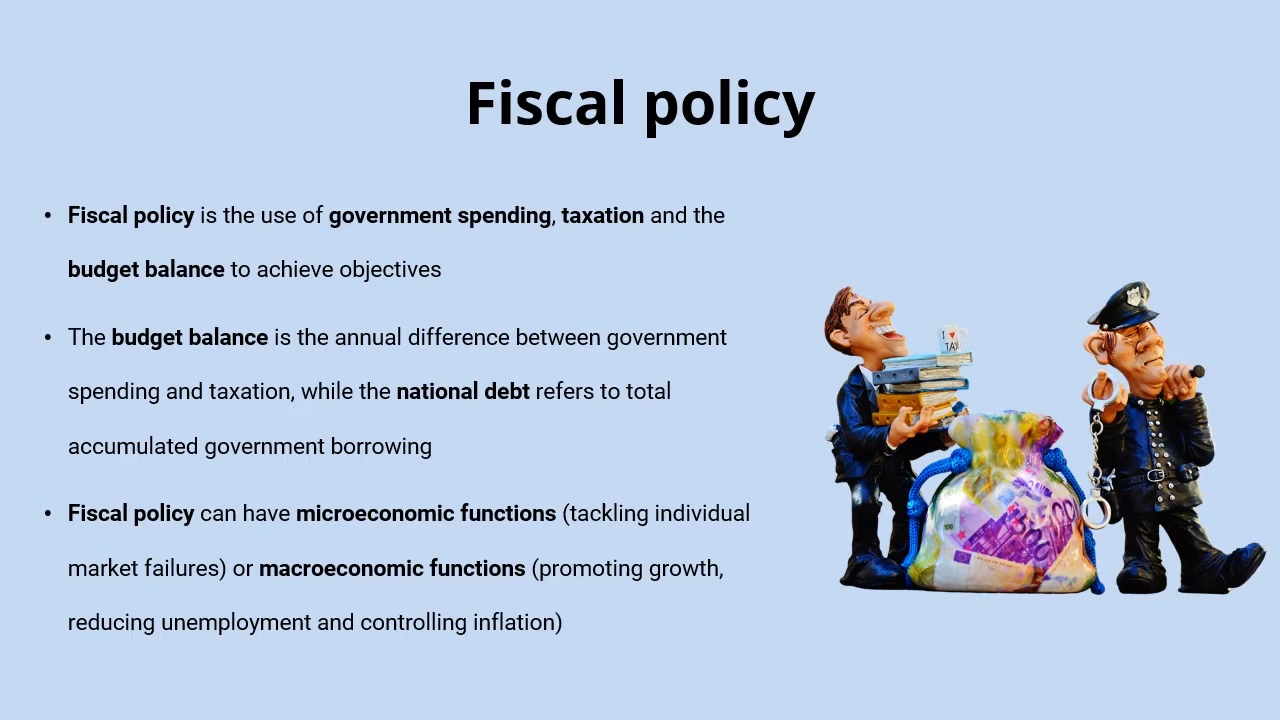 Fiscal policy
• Fiscal policy is the use of government spending, taxation and the
budget balance to achieve objectives
• The budget balance is the annual difference between government
spending and taxation, while the national debt refers to total
accumulated government borrowing
• Fiscal policy can have microeconomic functions (tackling individual
market failures) or macroeconomic functions (promoting growth,
reducing unemployment and controlling inflation)
I ♥
TAX
500
100